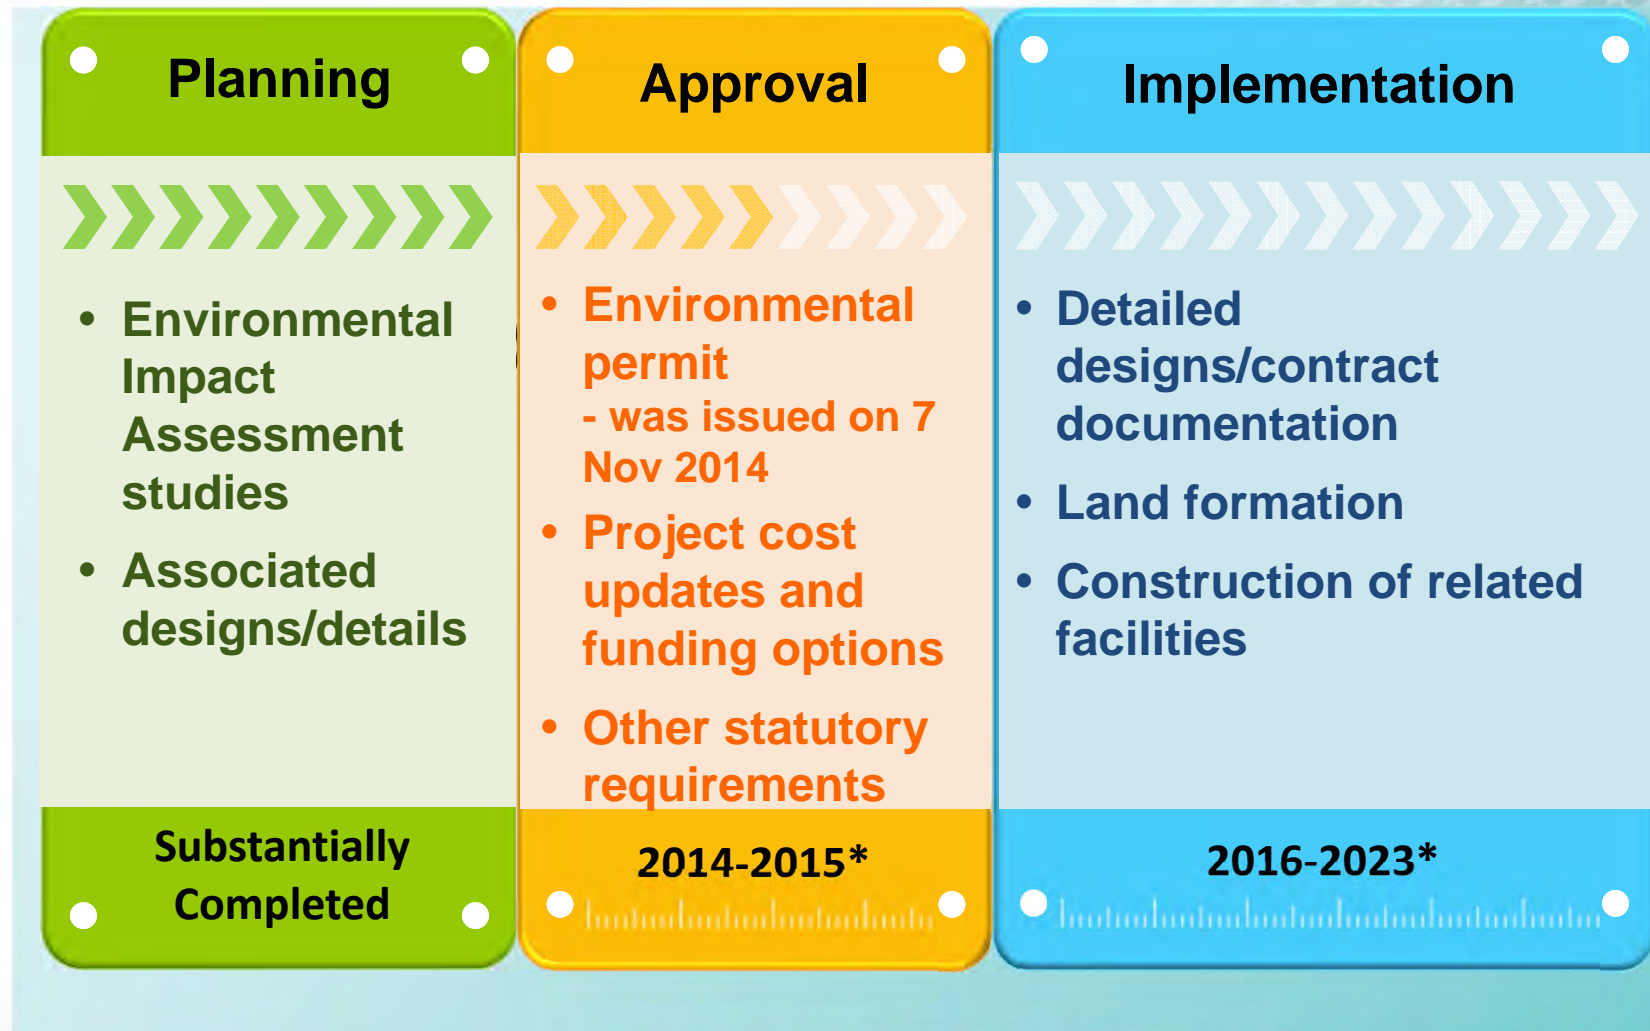 Planning
• Environmental
Impact
Assessment
studies
• Associated
designs/details
Substantially
Completed
Approval
• Environmental
permit
- was issued on 7
Nov 2014
• Project cost
updates and
funding options
• Other statutory
requirements
2014-2015*
Implementation
• Detailed
designs/contract
documentation
• Land formation
• Construction of related
facilities
2016-2023*